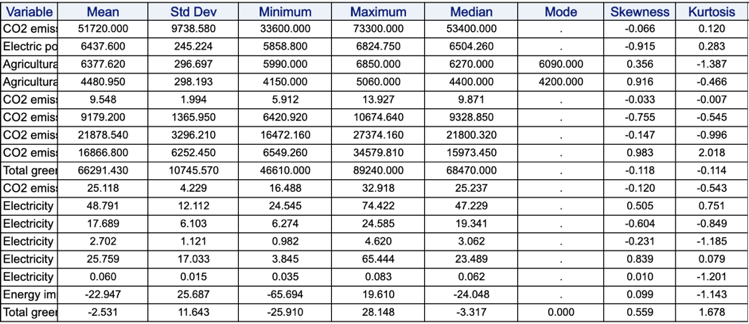 Variable Mean Std Dev Minimum Maximum Median Mode Skewness Kurtosis
CO2 emis 51720.000 9738.580 33600.000 73300.000 53400.000 . -0.066 0.120
Electric po 6437.600 245.224 5858.800 6824.750 6504.260 . -0.915 0.283
Agricultura 6377.620 296.697 5990.000 6850.000 6270.000 6090.000 0.356 -1.387
Agricultura 4480.950 298.193 4150.000 5060.000 4400.000 4200.000 0.916 -0.466
CO2 emis 9.548 1.994 5.912 13.927 9.871 . -0.033 -0.007
CO2 emis 9179.200 1365.950 6420.920 10674.640 9328.850 . -0.755 -0.545
CO2 emis 21878.540 3296.210 16472.160 27374.160 21800.320 . -0.147 -0.996
CO2 emis 16866.800 6252.450 6549.260 34579.810 15973.450 . 0.983 2.018
Total greer 66291.430 10745.570 46610.000 89240.000 68470.000 . -0.118 -0.114
CO2 emis 25.118 4.229 16.488 32.918 25.237 . -0.120 -0.543
Electricity 48.791 12.112 24.545 74.422 47.229 . 0.505 0.751
Electricity 17.689 6.103 6.274 24.585 19.341 . -0.604 -0.849
Electricity 2.702 1.121 0.982 4.620 3.062 . -0.231 -1.185
Electricity 25.759 17.033 3.845 65.444 23.489 . 0.839 0.079
Electricity 0.060 0.015 0.035 0.083 0.062 . 0.010 -1.201
Energy im -22.947 25.687 -65.694 19.610 -24.048 . 0.099 -1.143
Total greer -2.531 11.643 -25.910 28.148 -3.317 0.000 0.559 1.678